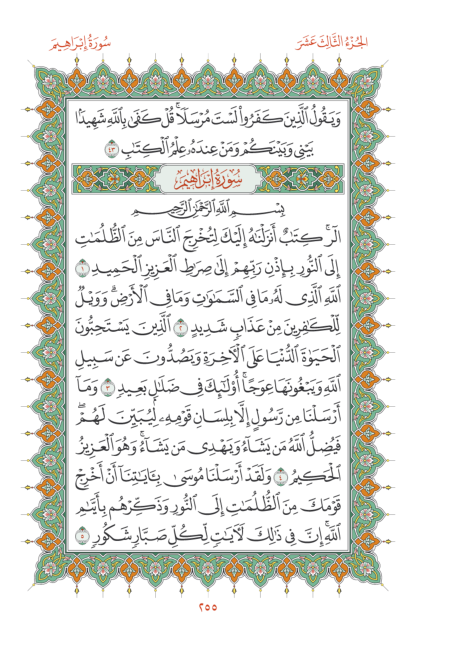 الجُزْءُ الثَّالِثَ عَشَرَ
سُورَةُ إِبْرَاهِيمَ
وَيَقُولُ ٱلَّذِينَ كَفَرُوا۟ لَسْتَ مُرْسَلًا ۚ قُلْ كَفَىٰ بِٱللَّهِ شَهِيدًۢا
بَيْنِى وَبَيْنَكُمْ وَمَنْ عِندَهُۥ عِلْمُ ٱلْكِتَٰبِ ٤٣
سُورَةُ إِبْرَاهِيمَ
بِسْمِ ٱللَّهِ ٱلرَّحْمَٰنِ ٱلرَّحِيمِ
الٓر ۚ كِتَٰبٌ أَنزَلْنَٰهُ إِلَيْكَ لِتُخْرِجَ ٱلنَّاسَ مِنَ ٱلظُّلُمَٰتِ
إِلَى ٱلنُّورِ بِإِذْنِ رَبِّهِمْ إِلَىٰ صِرَٰطِ ٱلْعَزِيزِ ٱلْحَمِيدِ ١
ٱللَّهِ ٱلَّذِى لَهُۥ مَا فِى ٱلسَّمَٰوَٰتِ وَمَا فِى ٱلْأَرْضِ ۗ وَوَيْلٌ
لِّلْكَٰفِرِينَ مِنْ عَذَابٍ شَدِيدٍ ٢ ٱلَّذِينَ يَسْتَحِبُّونَ
ٱلْحَيَوٰةَ ٱلدُّنْيَا عَلَى ٱلْـَٔاخِرَةِ وَيَصُدُّونَ عَن سَبِيلِ
ٱللَّهِ وَيَبْغُونَهَا عِوَجًا ۚ أُو۟لَٰٓئِكَ فِى ضَلَٰلٍۭ بَعِيدٍ ٣ وَمَآ
أَرْسَلْنَا مِن رَّسُولٍ إِلَّا بِلِسَانِ قَوْمِهِۦ لِيُبَيِّنَ لَهُمْ ۖ
فَيُضِلُّ ٱللَّهُ مَن يَشَآءُ وَيَهْدِى مَن يَشَآءُ ۚ وَهُوَ ٱلْعَزِيزُ
ٱلْحَكِيمُ ٤ وَلَقَدْ أَرْسَلْنَا مُوسَىٰ بِـَٔايَٰتِنَآ أَنْ أَخْرِجْ
قَوْمَكَ مِنَ ٱلظُّلُمَٰتِ إِلَى ٱلنُّورِ وَذَكِّرْهُم بِأَيَّىٰمِ
ٱللَّهِ ۚ إِنَّ فِى ذَٰلِكَ لَـَٔايَٰتٍ لِّكُلِّ صَبَّارٍ شَكُورٍ ٥
٢٥٥